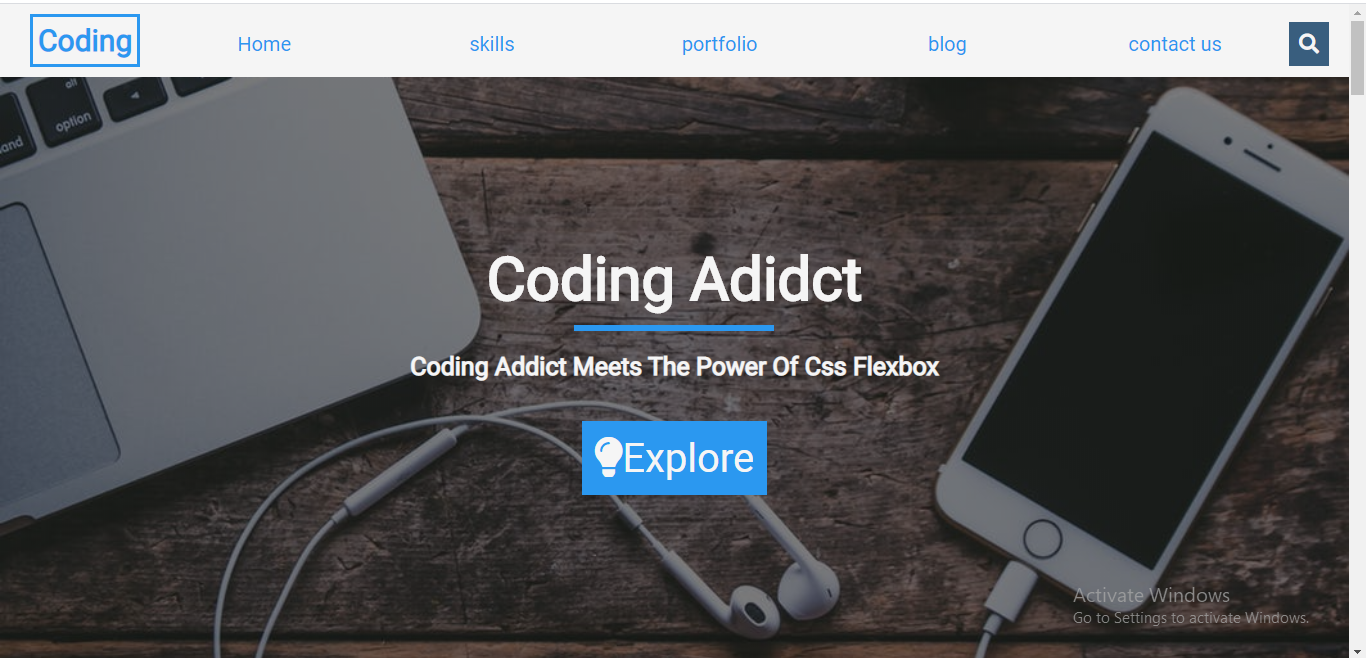 Coding
Home skills portfolio blog contact us
alt
option
and
Coding Adidct
Coding Addict Meets The Power Of Css Flexbox
Explore
Activate Windows
Go to Settings to activate Windows.